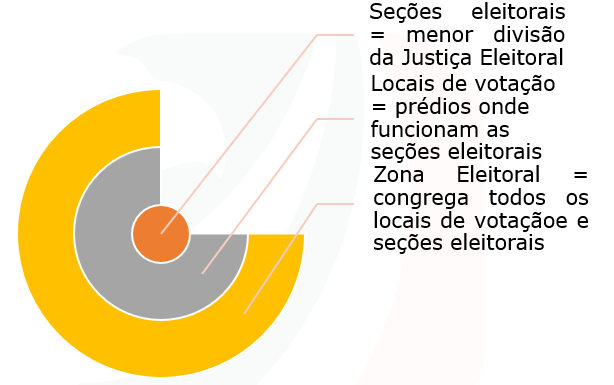 Seções eleitorais
= menor divisão
da Justiça Eleitoral
Locais de votação
= prédios onde
funcionam as
seções eleitorais
Zona Eleitoral =
congrega todos os
locais de votaçãoe e
seções eleitorais